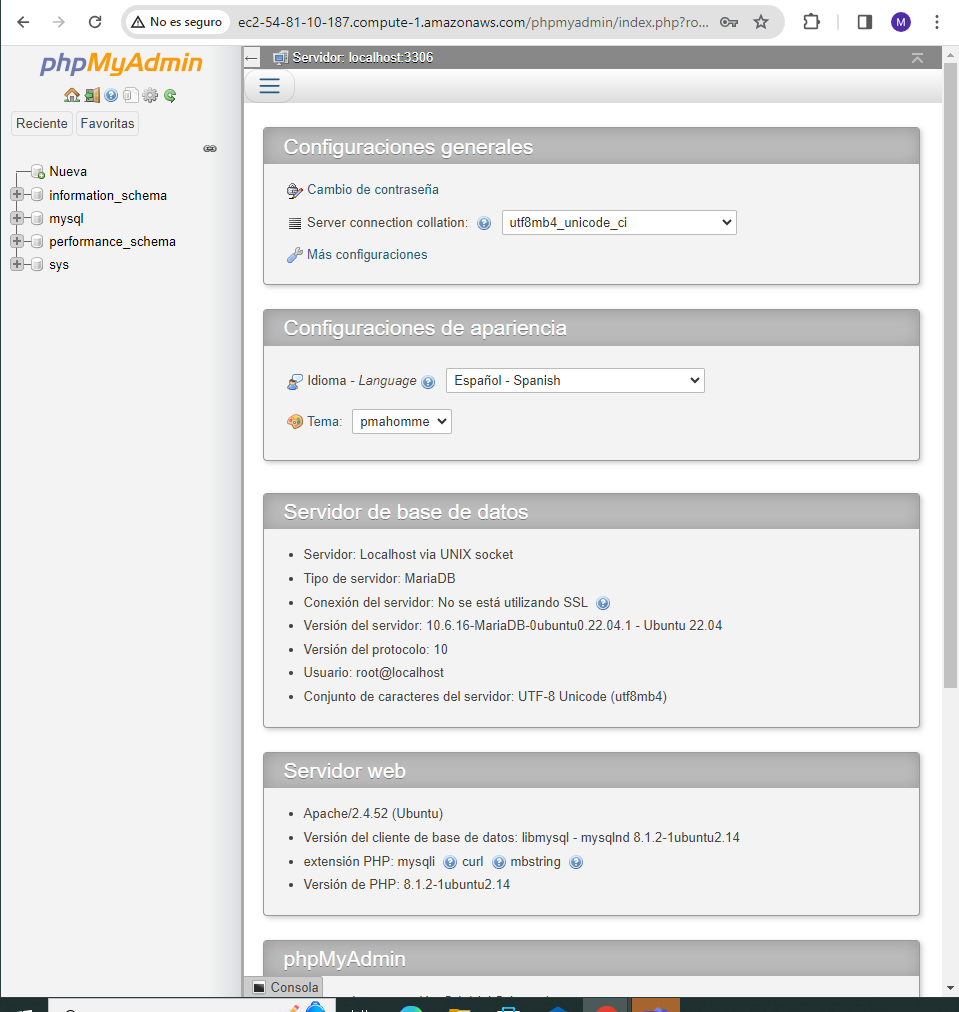 No es seguro
ec2-54-81-10-187.compute-1.amazonaws.com/phpmyadmin/index.php?ro...
M
phpMyAdmin
Reciente
Favoritas
Nueva
information_schema
mysql
performance_schema
sys
Servidor: localhost:3306
Configuraciones generales
Cambio de contraseña
Server connection collation: utf8mb4_unicode_ci
Más configuraciones
Configuraciones de apariencia
Idioma - Language Español - Spanish
Tema: pmahomme
Servidor de base de datos
Servidor: Localhost via UNIX socket
Tipo de servidor: MariaDB
Conexión del servidor: No se está utilizando SSL
Versión del servidor: 10.6.16-MariaDB-0ubuntu0.22.04.1 - Ubuntu 22.04
Versión del protocolo: 10
Usuario: root@localhost
Conjunto de caracteres del servidor: UTF-8 Unicode (utf8mb4)
Servidor web
Apache/2.4.52 (Ubuntu)
Versión del cliente de base de datos: libmysql - mysqlnd 8.1.2-1ubuntu2.14
extensión PHP: mysqli curl mbstring
Versión de PHP: 8.1.2-1ubuntu2.14
phpMyAdmin
Consola